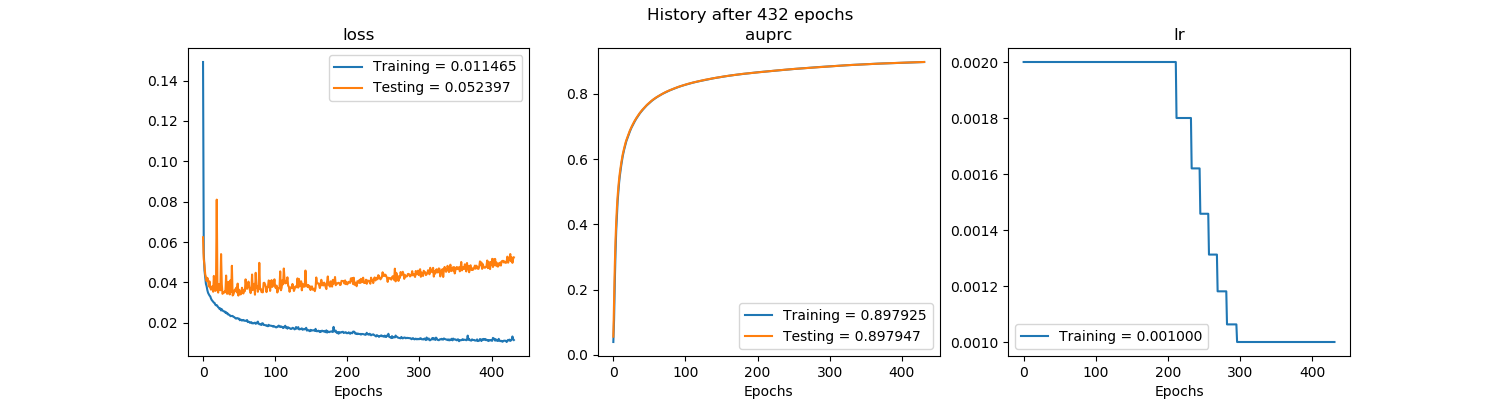 History after 432 epochs
loss
Training = 0.011465
Testing = 0.052397
0.14
0.12
0.10
0.08
0.06
0.04
0.02
0
100
200
300
400
Epochs
auprc
0.8
0.6
0.4
0.2
0.0
Training = 0.897925
Testing = 0.897947
0
100
200
300
400
Epochs
lr
0.0020
0.0018
0.0016
0.0014
0.0012
0.0010
Training = 0.001000
0
100
200
300
400
Epochs